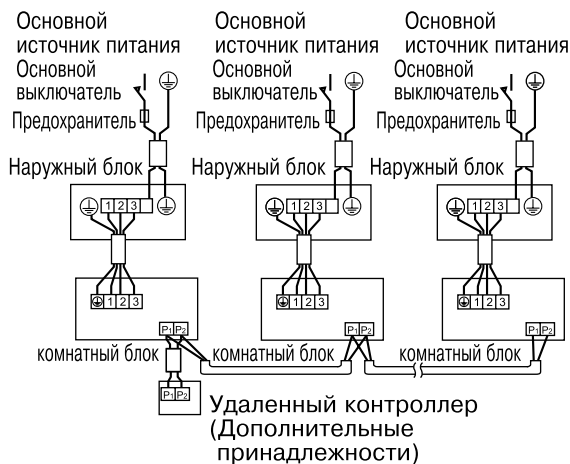 Основной
источник питания
Основной
выключатель
Предохранитель
Наружный блок
1 2 3
1 2 3
P1 P2
комнатный блок
P1 P2
Основной
источник питания
Основной
выключатель
Предохранитель
Наружный блок
1 2 3
1 2 3
P1 P2
комнатный блок
Основной
источник питания
Основной
выключатель
Предохранитель
Наружный блок
1 2 3
1 2 3
P1 P2
комнатный блок
Удаленный контроллер
(Дополнительные
принадлежности)